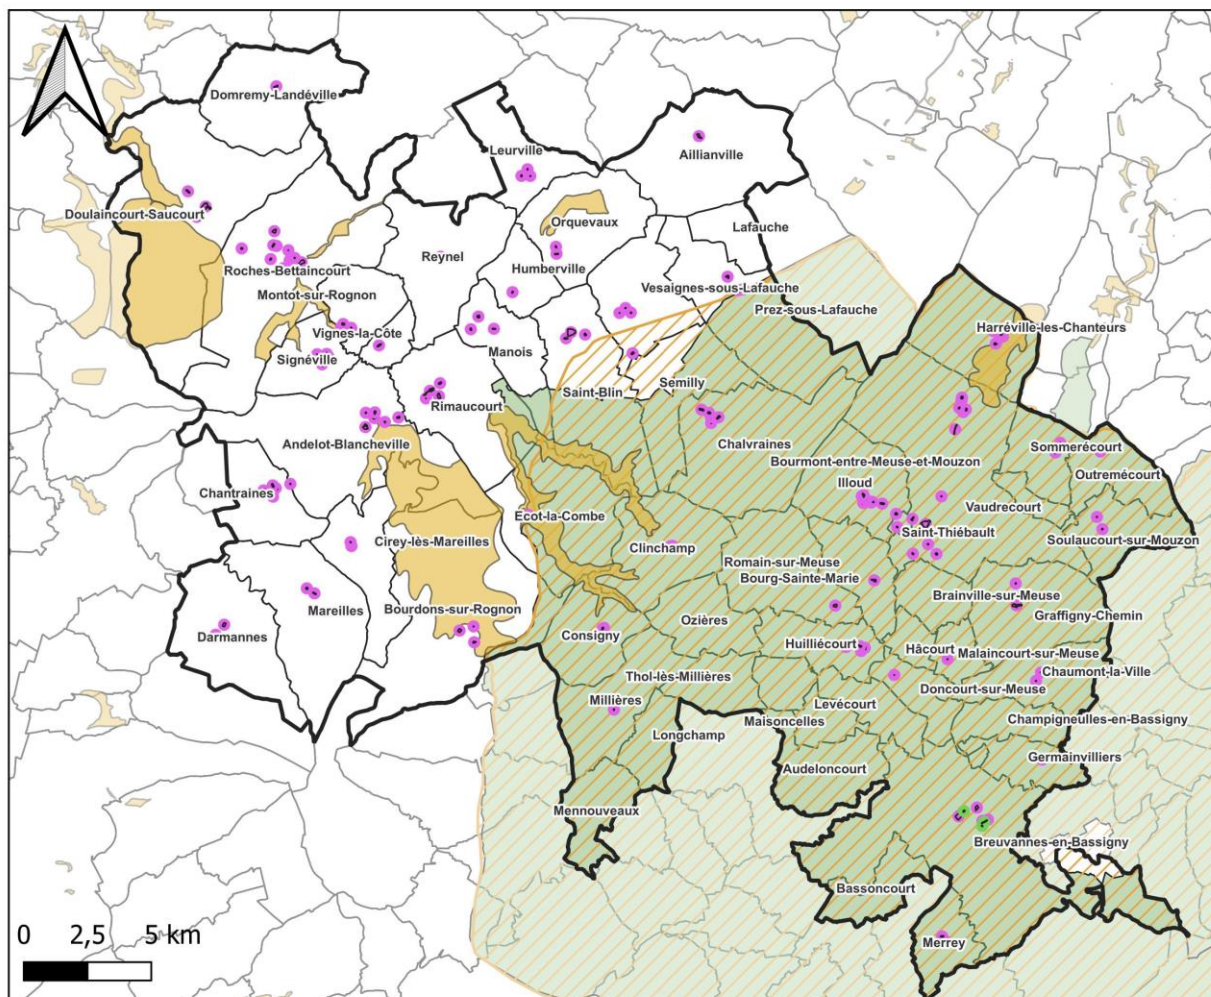 Domremy-Landéville
Leurville
Aillianville
Doulaincourt-Saucourt
Orquevaux
Lafauche
Reynel
Humberville
Roches-Bettaincourt
Montot-sur-Rognon
Vesaignes-sous-Lafauche
Prez-sous-Lafauche
Vignes-la-Côte
Harréville-les-Chanteurs
Signéville
Manois
Saint-Blin
Semilly
Rimaucourt
Andelot-Blancheville
Chalvraines
Sommerécourt
Bourmont-entre-Meuse-et-Mouzon
Outremécourt
Illoud
Chantraines
Vaudrecourt
Ecot-la-Combe
Saint-Thiébault
Soulaucourt-sur-Mouzon
Cirey-lès-Mareilles
Clinchamp
Romain-sur-Meuse
Bourg-Sainte-Marie
Brainville-sur-Meuse
Mareilles
Bourdons-sur-Rognon
Graffigny-Chemin
Ozières
Darmannes
Consigny
Huilliécourt
Hâcourt
Malaincourt-sur-Meuse
Chaumont-la-Ville
Thol-lès-Millières
Doncourt-sur-Meuse
Millières
Levécourt
Maisoncelles
Champigneulles-en-Bassigny
Longchamp
Germainvilliers
Audeloncourt
Mennouveaux
Breuvannes-en-Bassigny
Bassoncourt
0 2,5 5 km
Merrey